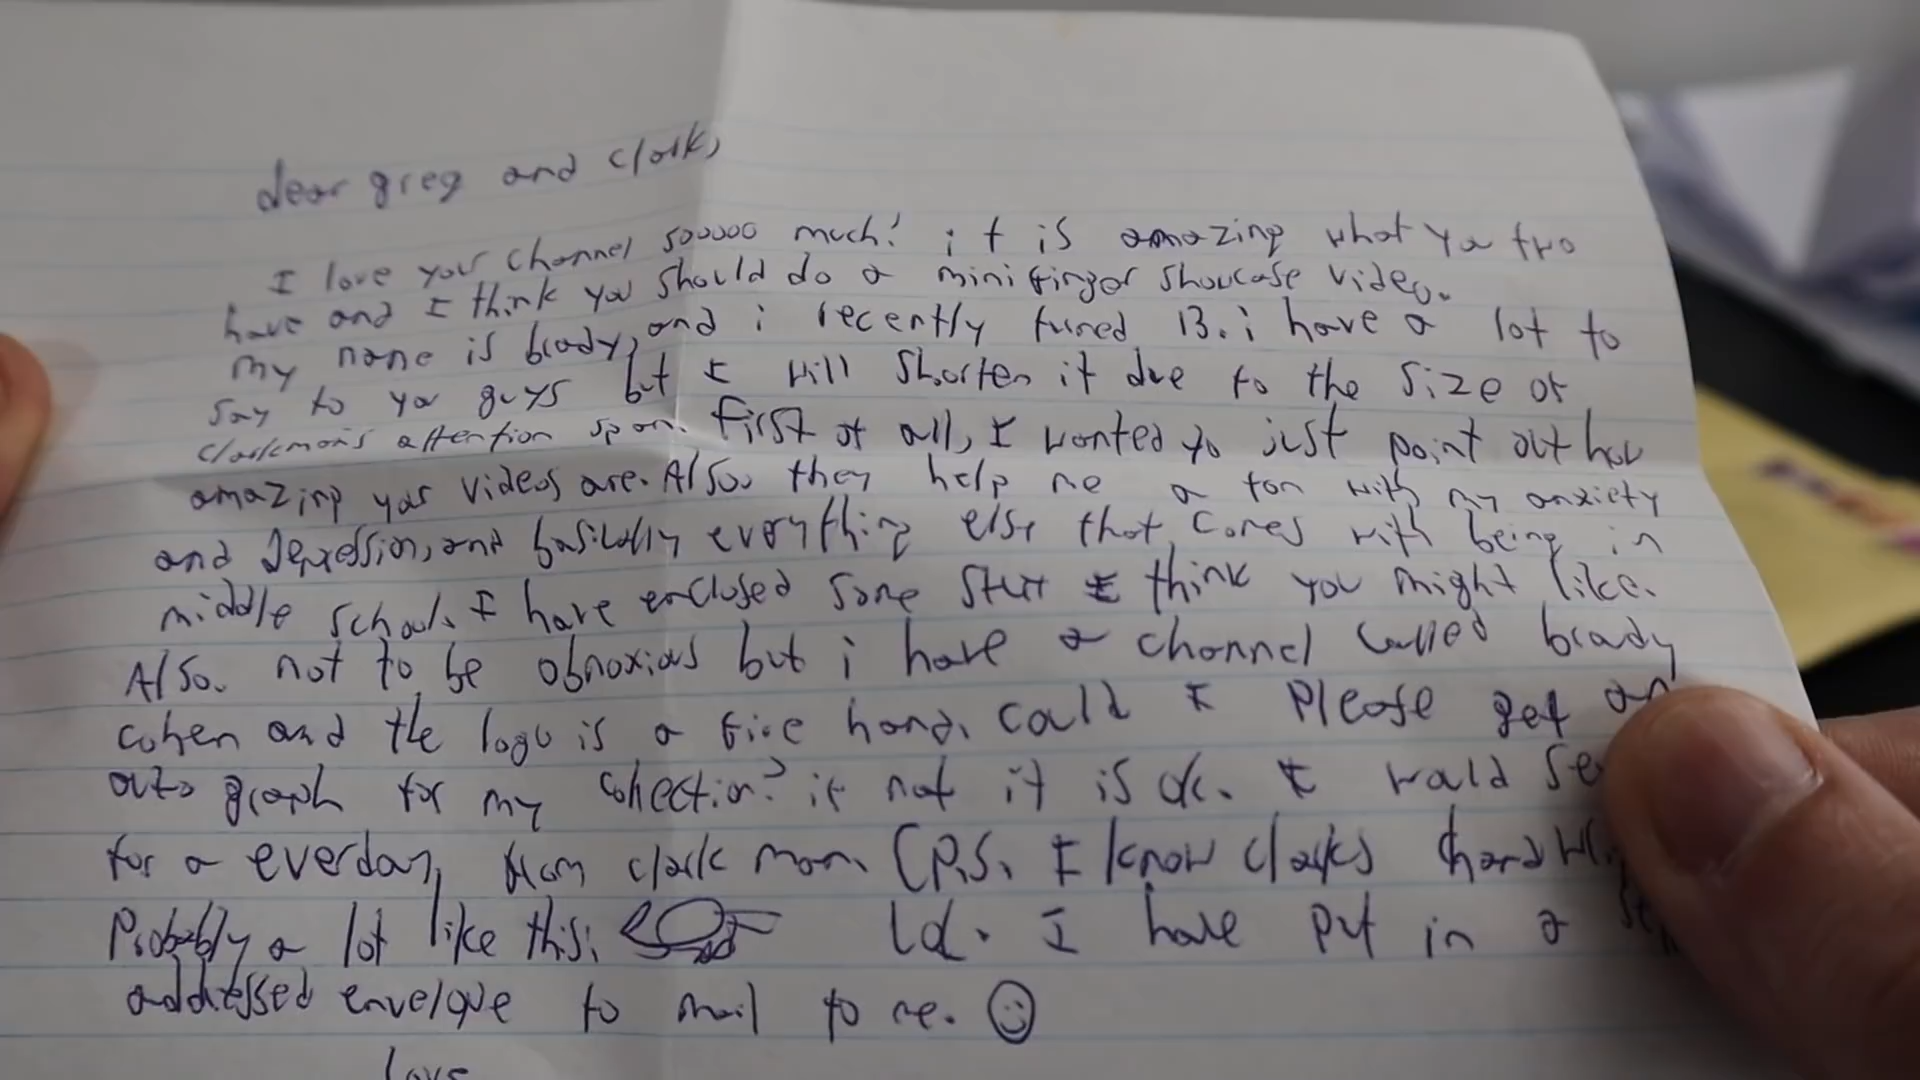 dear greg and clark,
I love your channel sooooo much! it is amazing what you two
have and I think you should do a mini finger showcase video.
my name is brady, and i recently turned 13. i have a lot to
say to you guys but I will shorten it due to the size of
clarkman's attention span. First of all, I wanted to just point out how
amazing your videos are. Also, they help me a ton with my anxiety
and depression, and basically everything else that comes with being in
middle school. I have enclosed some stuff I think you might like.
Also. not to be obnoxious but i have a channel called brady
cohen and the logo is a fire hand. could I Please get an
autograph for my collection? if not it is ok. I would
for a everday, from clark man. (P.S. I know clarks
Probably a lot like this: lol. I have put in a
addressed envelope to mail to me.
love